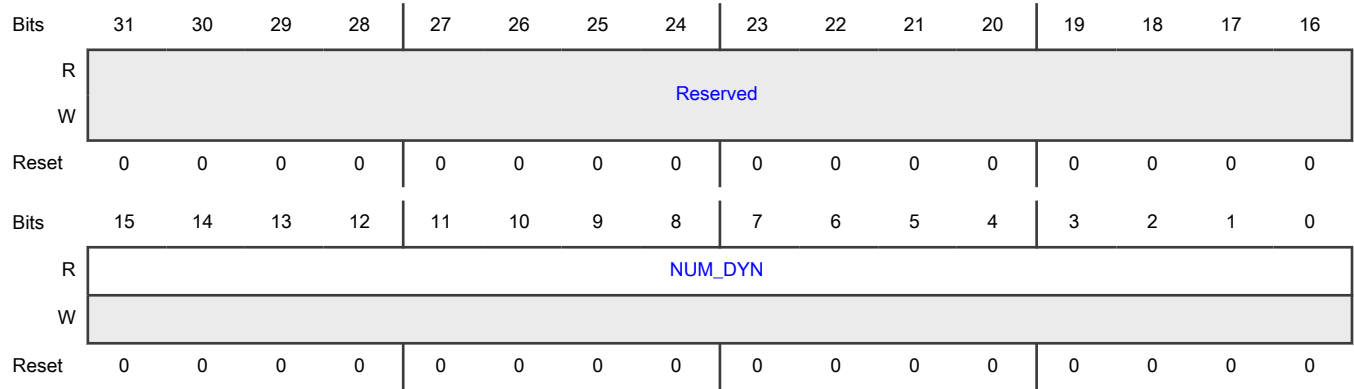 Bits 31 30 29 28 27 26 25 24 23 22 21 20 19 18 17 16
R
Reserved
W
Reset 0 0 0 0 0 0 0 0 0 0 0 0 0 0 0 0
Bits 15 14 13 12 11 10 9 8 7 6 5 4 3 2 1 0
R NUM_DYN
W
Reset 0 0 0 0 0 0 0 0 0 0 0 0 0 0 0 0